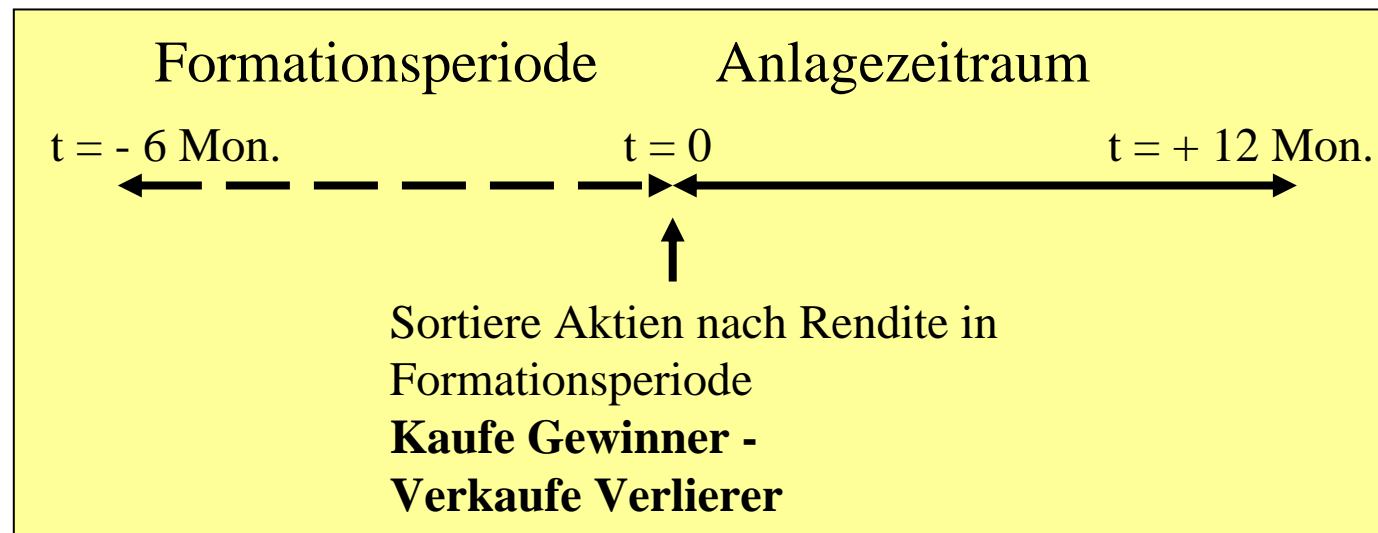 Formationsperiode Anlagezeitraum
t = - 6 Mon. t = 0 t = + 12 Mon.
Sortiere Aktien nach Rendite in
Formationsperiode
Kaufe Gewinner -
Verkaufe Verlierer